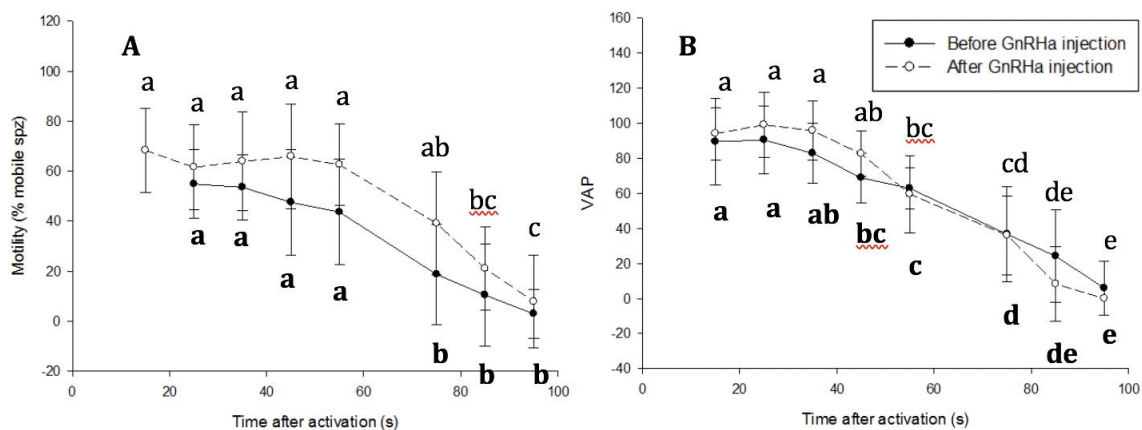 A
120
100
80
60
40
20
0
-20
0
20
40
60
80
100
Motility (% mobile spz)
Time after activation (s)
a
a
a
a
a
ab
bc
c
a
a
a
a
b
b
b
B
160
140
120
100
80
60
40
20
0
-20
-40
0
20
40
60
80
100
VAP
Time after activation (s)
Before GnRHa injection
After GnRHa injection
a
a
a
ab
bc
cd
de
e
a
a
ab
bc
c
d
de
e